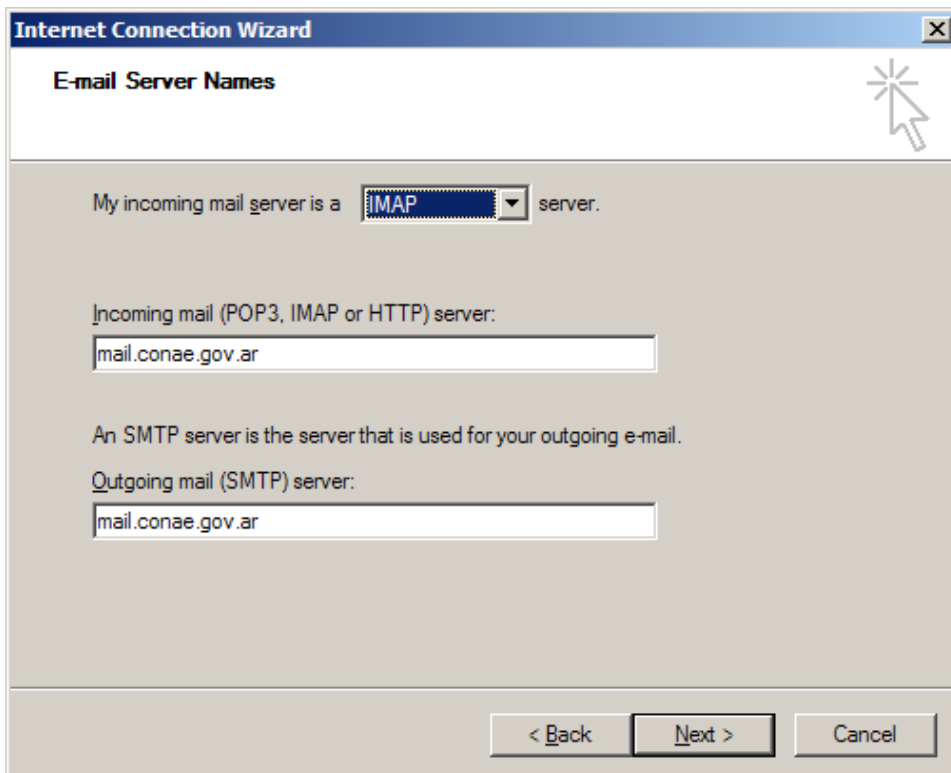 Internet Connection Wizard
E-mail Server Names
My incoming mail server is a IMAP server.
Incoming mail (POP3, IMAP or HTTP) server:
mail.conae.gov.ar
An SMTP server is the server that is used for your outgoing e-mail.
Outgoing mail (SMTP) server:
mail.conae.gov.ar
< Back Next > Cancel